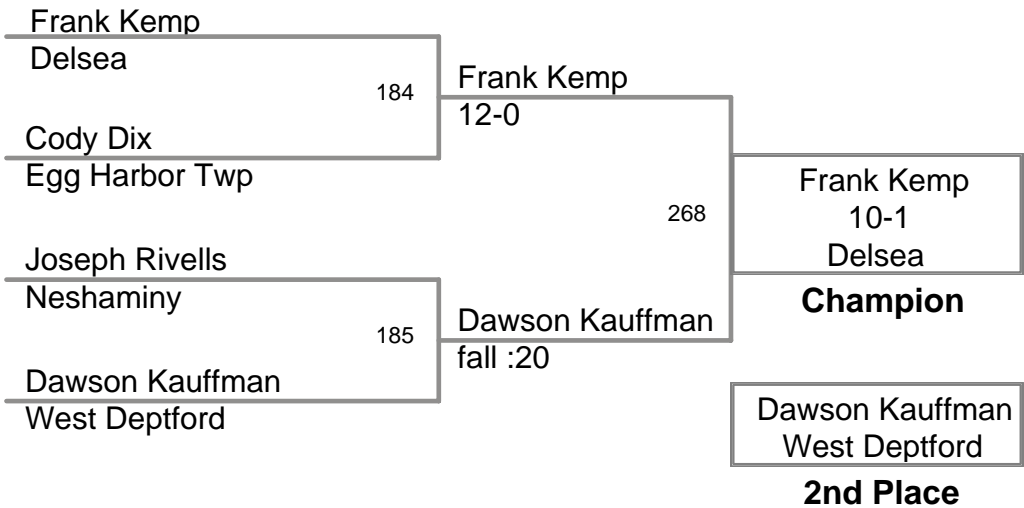 Frank Kemp
Delsea
184
Cody Dix
Egg Harbor Twp
Joseph Rivells
Neshaminy
185
Dawson Kauffman
West Deptford
Frank Kemp
12-0
268
Dawson Kauffman
fall :20
Frank Kemp
10-1
Delsea
Champion
Dawson Kauffman
West Deptford
2nd Place